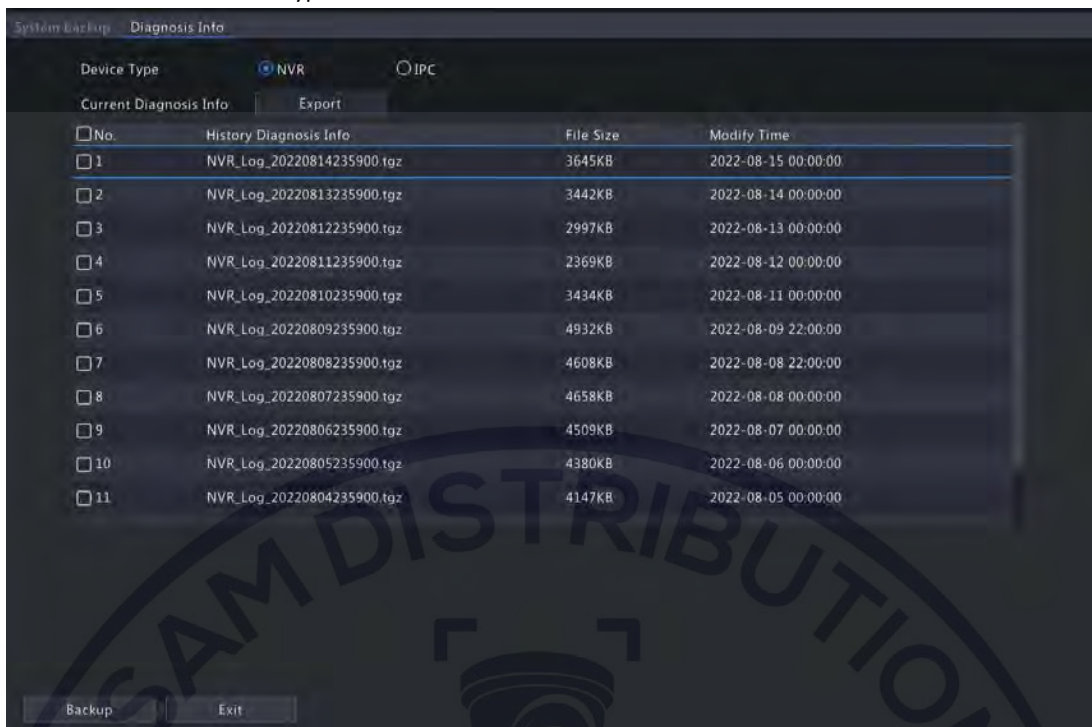 System Backup Diagnosis Info
Device Type NVR IPC
Current Diagnosis Info Export
No. History Diagnosis Info File Size Modify Time
1 NVR_Log_20220814235900.tgz 3645KB 2022-08-15 00:00:00
2 NVR_Log_20220813235900.tgz 3442KB 2022-08-14 00:00:00
3 NVR_Log_20220812235900.tgz 2997KB 2022-08-13 00:00:00
4 NVR_Log_20220811235900.tgz 2369KB 2022-08-12 00:00:00
5 NVR_Log_20220810235900.tgz 3434KB 2022-08-11 00:00:00
6 NVR_Log_20220809235900.tgz 4932KB 2022-08-09 22:00:00
7 NVR_Log_20220808235900.tgz 4608KB 2022-08-08 22:00:00
8 NVR_Log_20220807235900.tgz 4658KB 2022-08-08 00:00:00
9 NVR_Log_20220806235900.tgz 4509KB 2022-08-07 00:00:00
10 NVR_Log_20220805235900.tgz 4380KB 2022-08-06 00:00:00
11 NVR_Log_20220804235900.tgz 4147KB 2022-08-05 00:00:00
SAM DISTRIBUTIO
Backup Exit